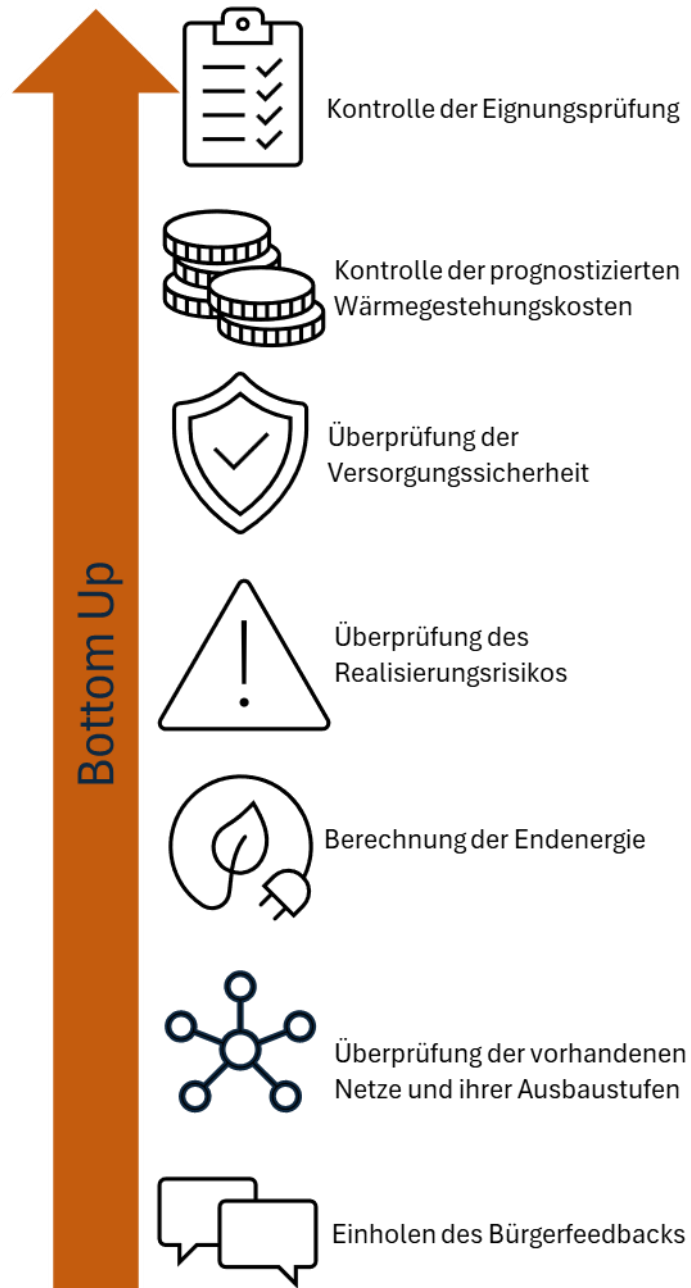 Kontrolle der Eignungsprüfung
Kontrolle der prognostizierten
Wärmegestehungskosten
Überprüfung der
Versorgungssicherheit
Bottom Up
Überprüfung des
Realisierungsrisikos
Berechnung der Endenergie
Überprüfung der vorhandenen
Netze und ihrer Ausbaustufen
Einholen des Bürgerfeedbacks